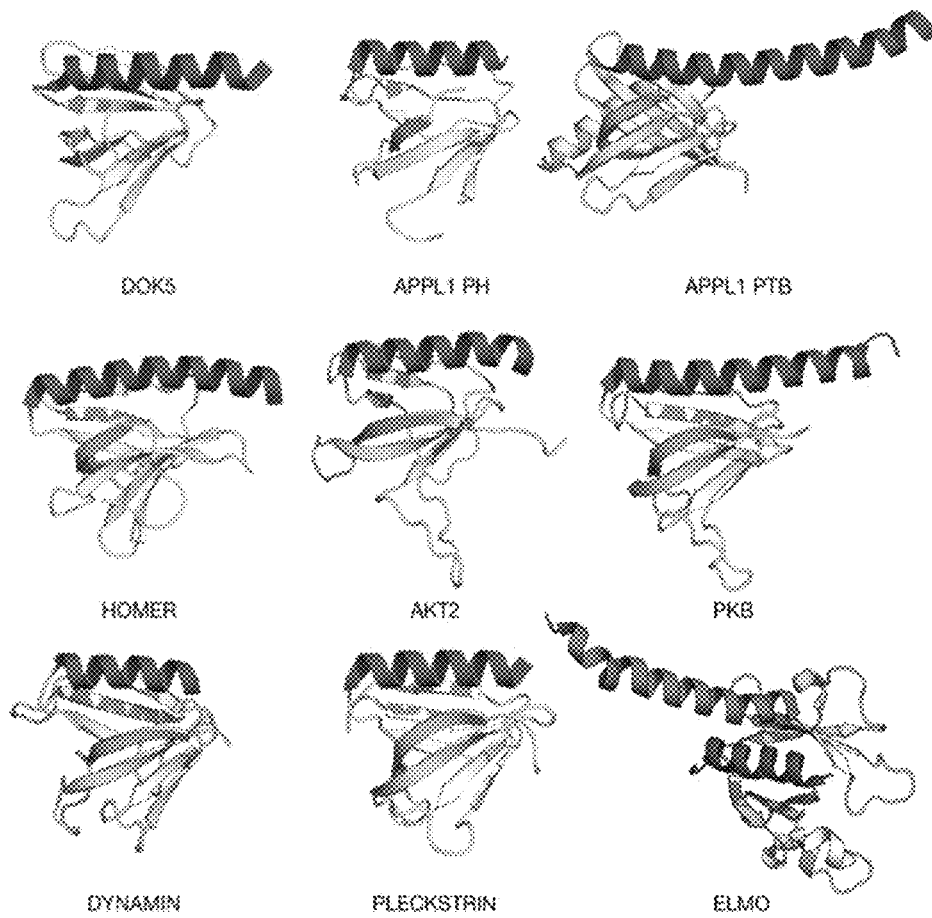 DOK5
APPL1 PH
APPL1 PTB
HOMER
AKT2
PKB
DYNAMIN
PLECKSTRIN
ELMO